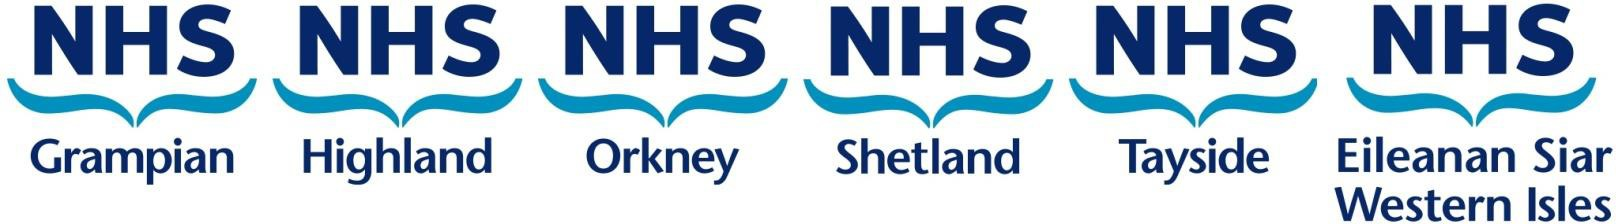 NHS NHS NHS NHS NHS NHS
Grampian Highland Orkney Shetland Tayside Eileanan Siar
Western Isles